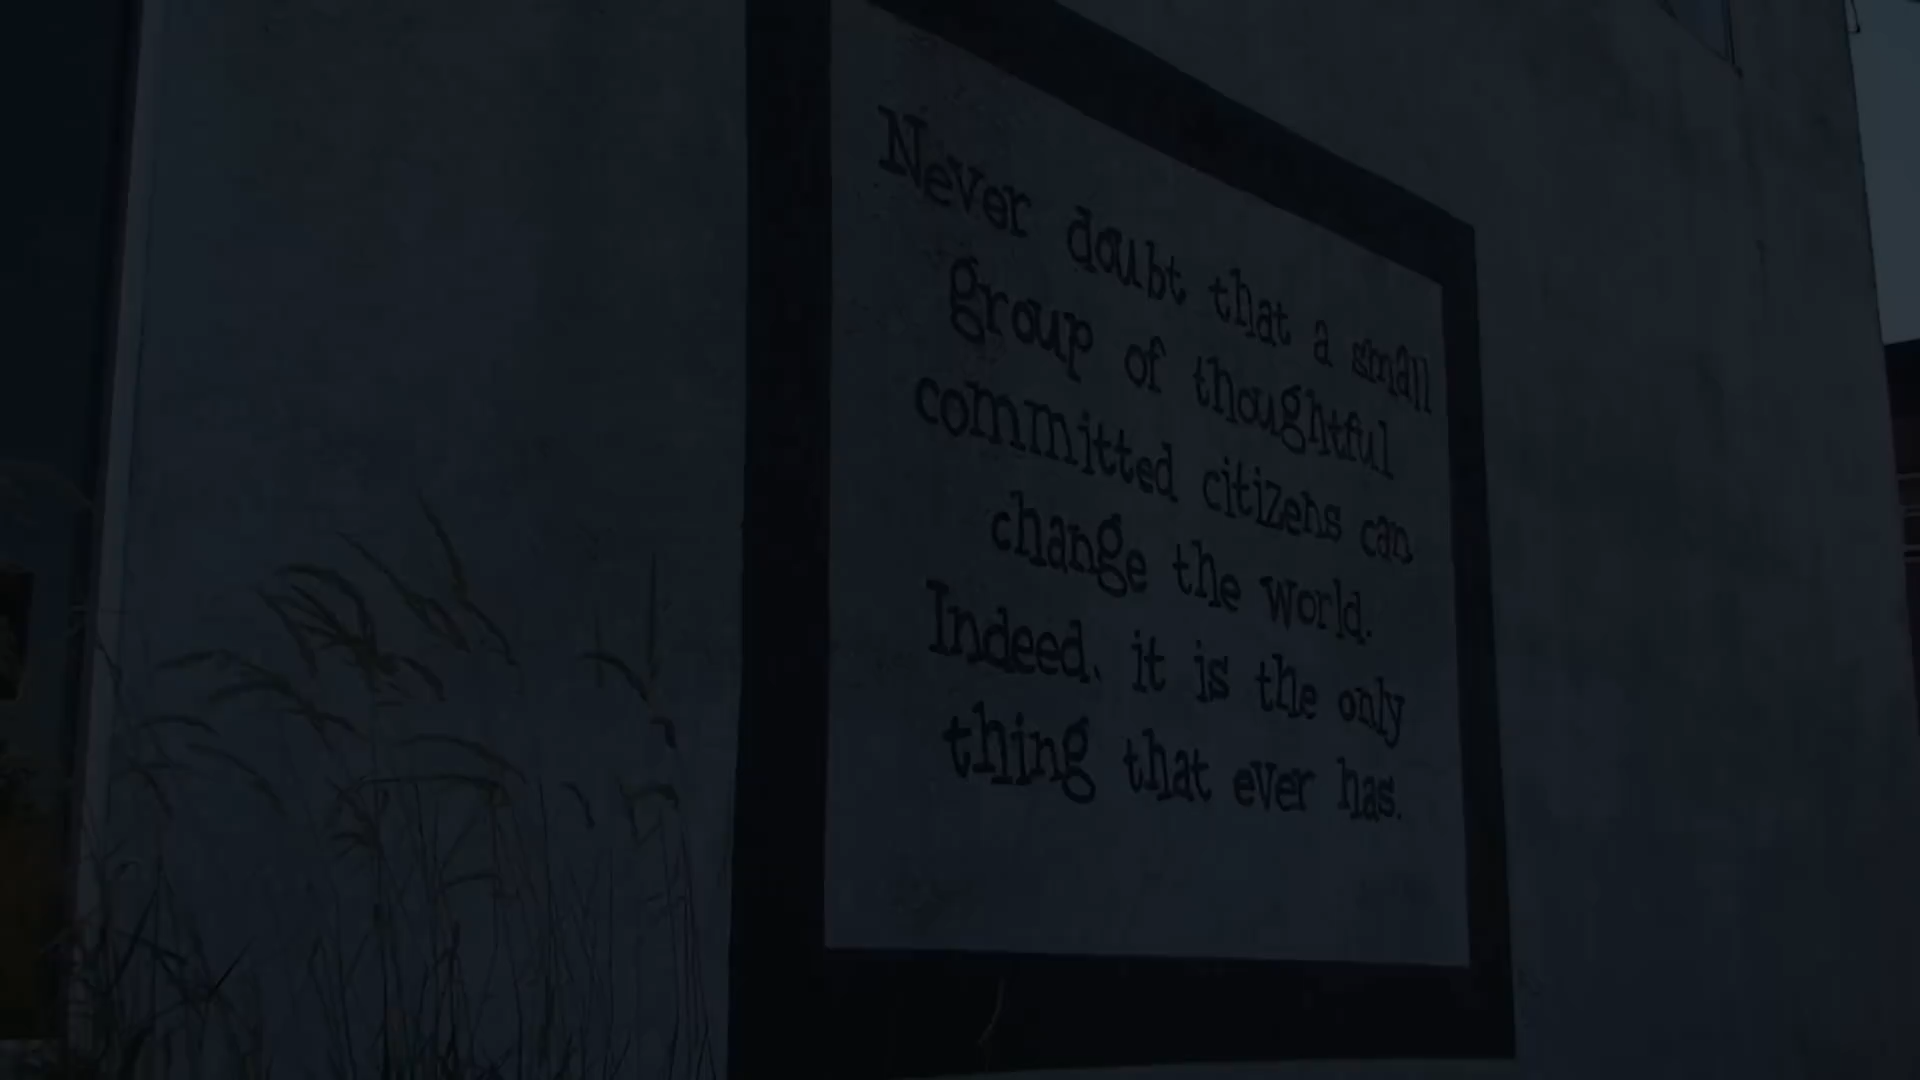 Never doubt that a small
group of thoughtful
committed citizens can
change the world.
Indeed, it is the only
thing that ever has.